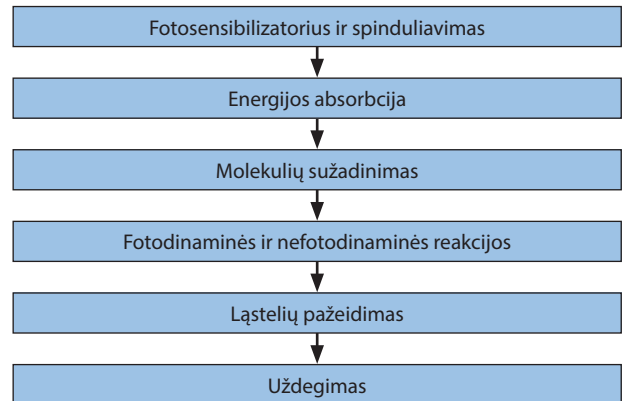 Fotosensibilizatorius ir spinduliavimas
Energijos absorbcija
Molekulių sužadinimas
Fotodinaminės ir nefotodinaminės reakcijos
Ląstelių pažeidimas
Uždegimas